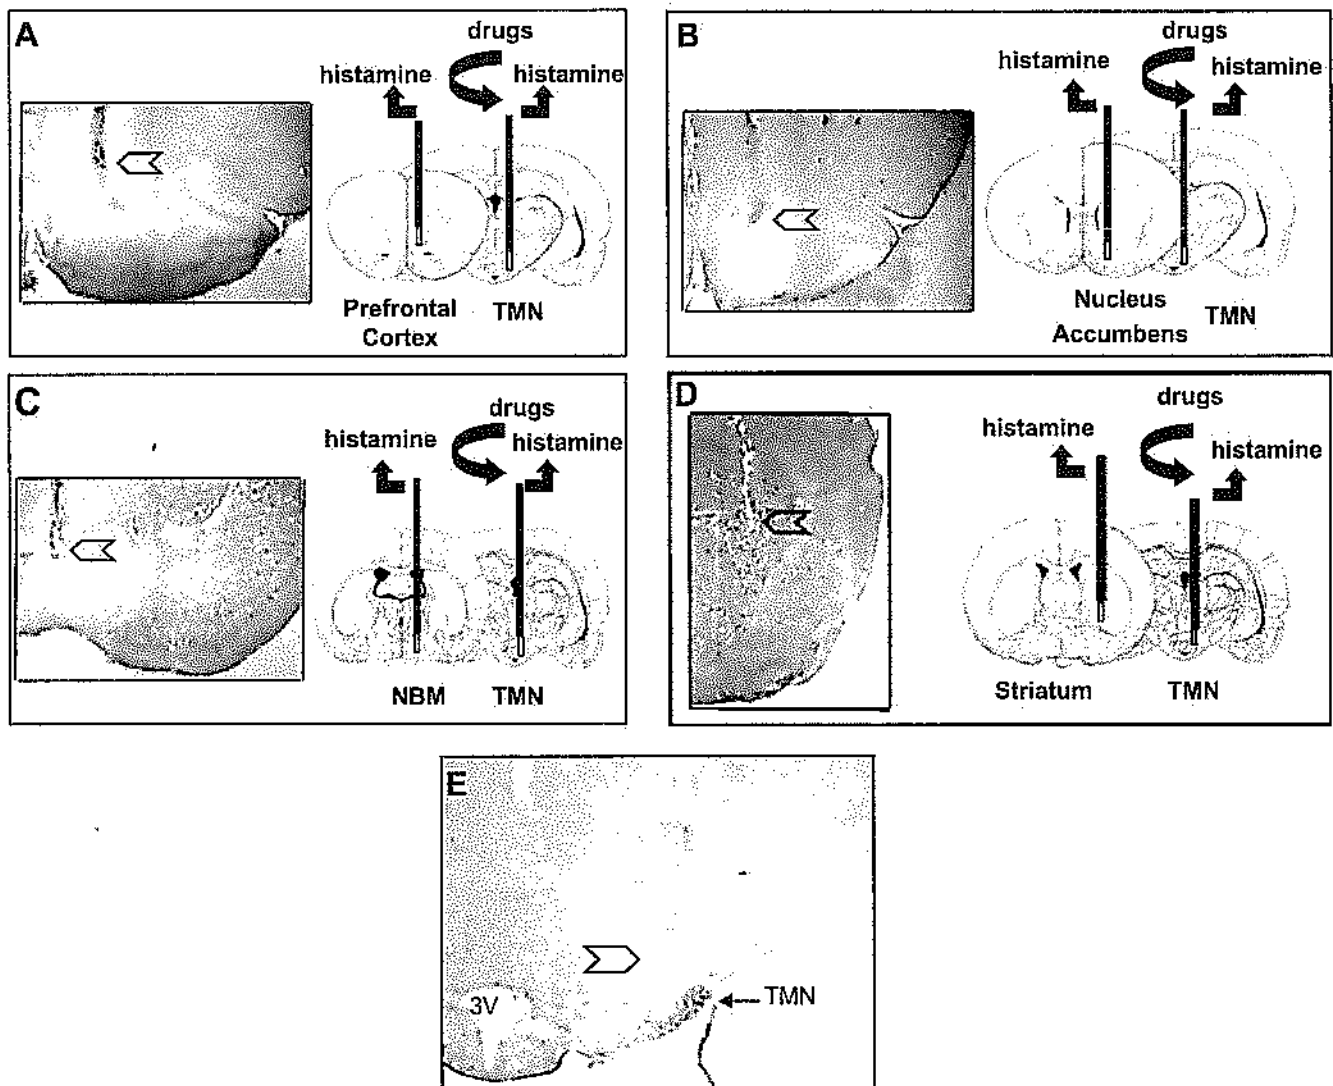 A
drugs
histamine
histamine
Prefrontal
Cortex
TMN
B
drugs
histamine
histamine
Nucleus
Accumbens
TMN
C
drugs
histamine
histamine
NBM
TMN
D
drugs
histamine
histamine
Striatum
TMN
E
3V
TMN